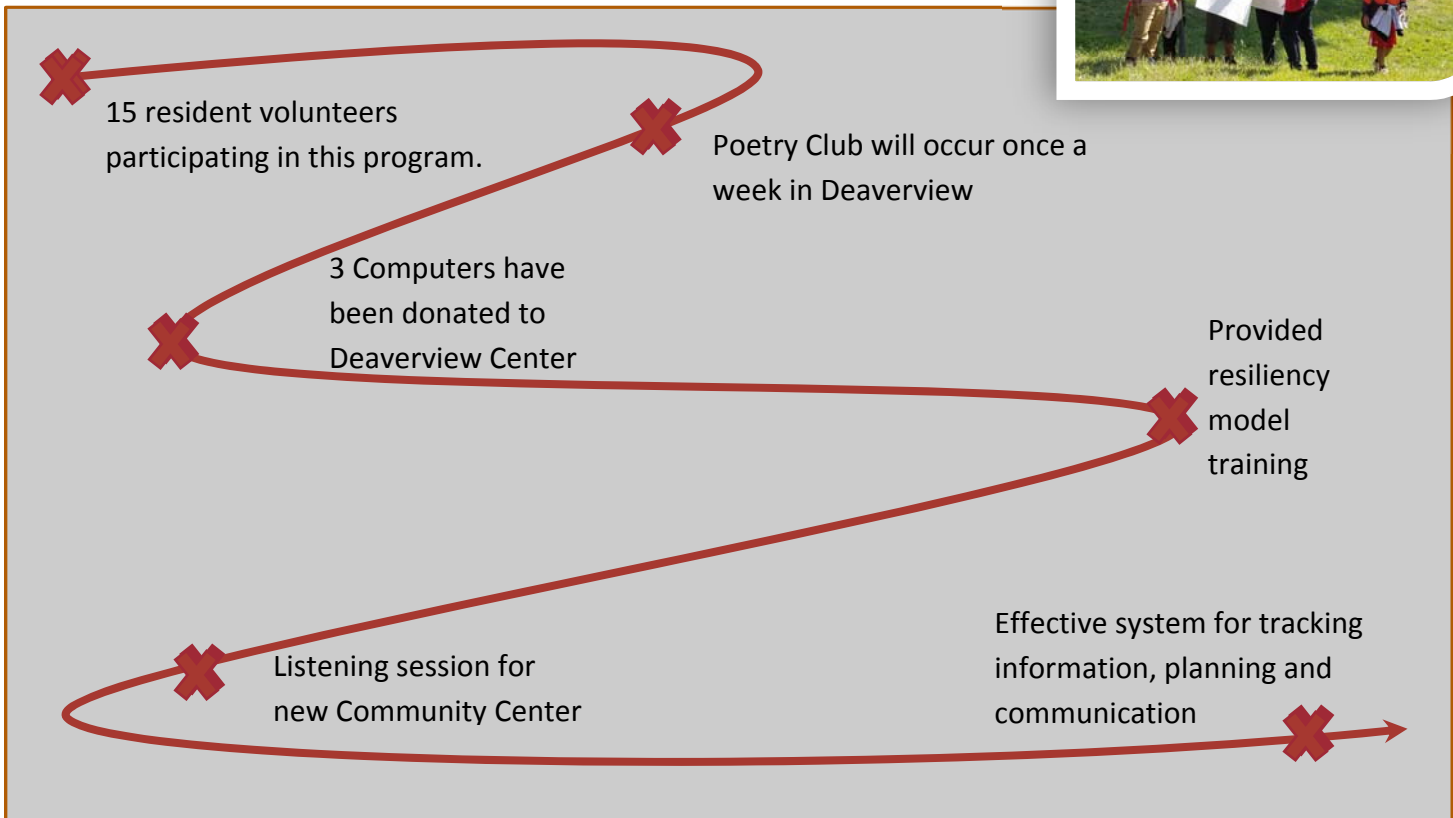 15 resident volunteers
participating in this program.
Poetry Club will occur once a
week in Deaverview
3 Computers have
been donated to
Deaverview Center
Provided
resiliency
model
training
Listening session for
new Community Center
Effective system for tracking
information, planning and
communication